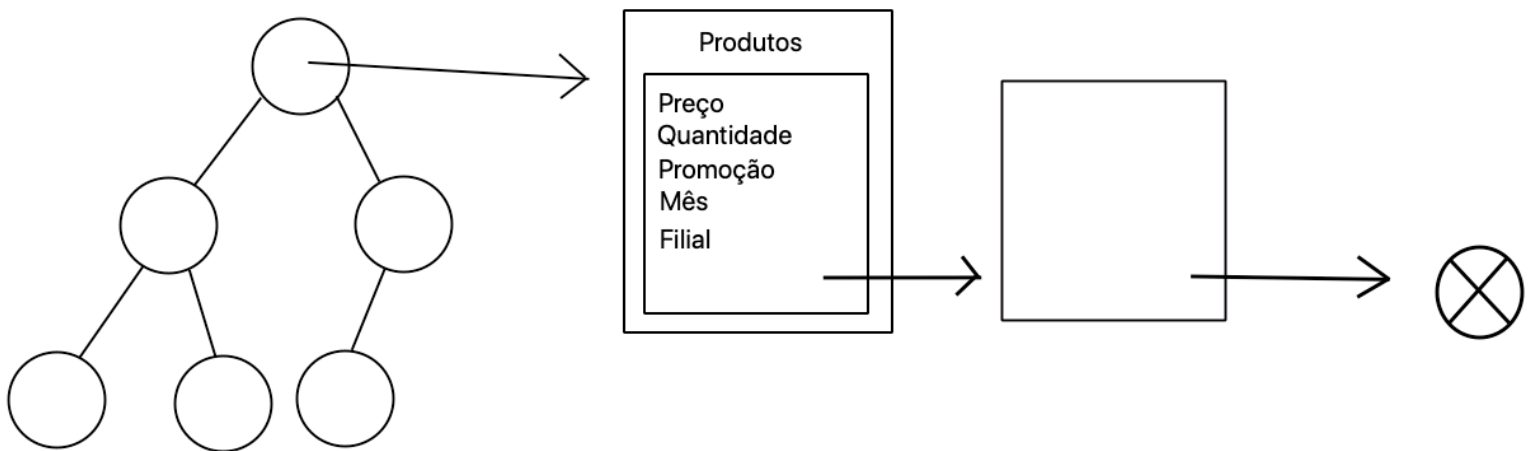 Produtos
Preço
Quantidade
Promoção
Mês
Filial